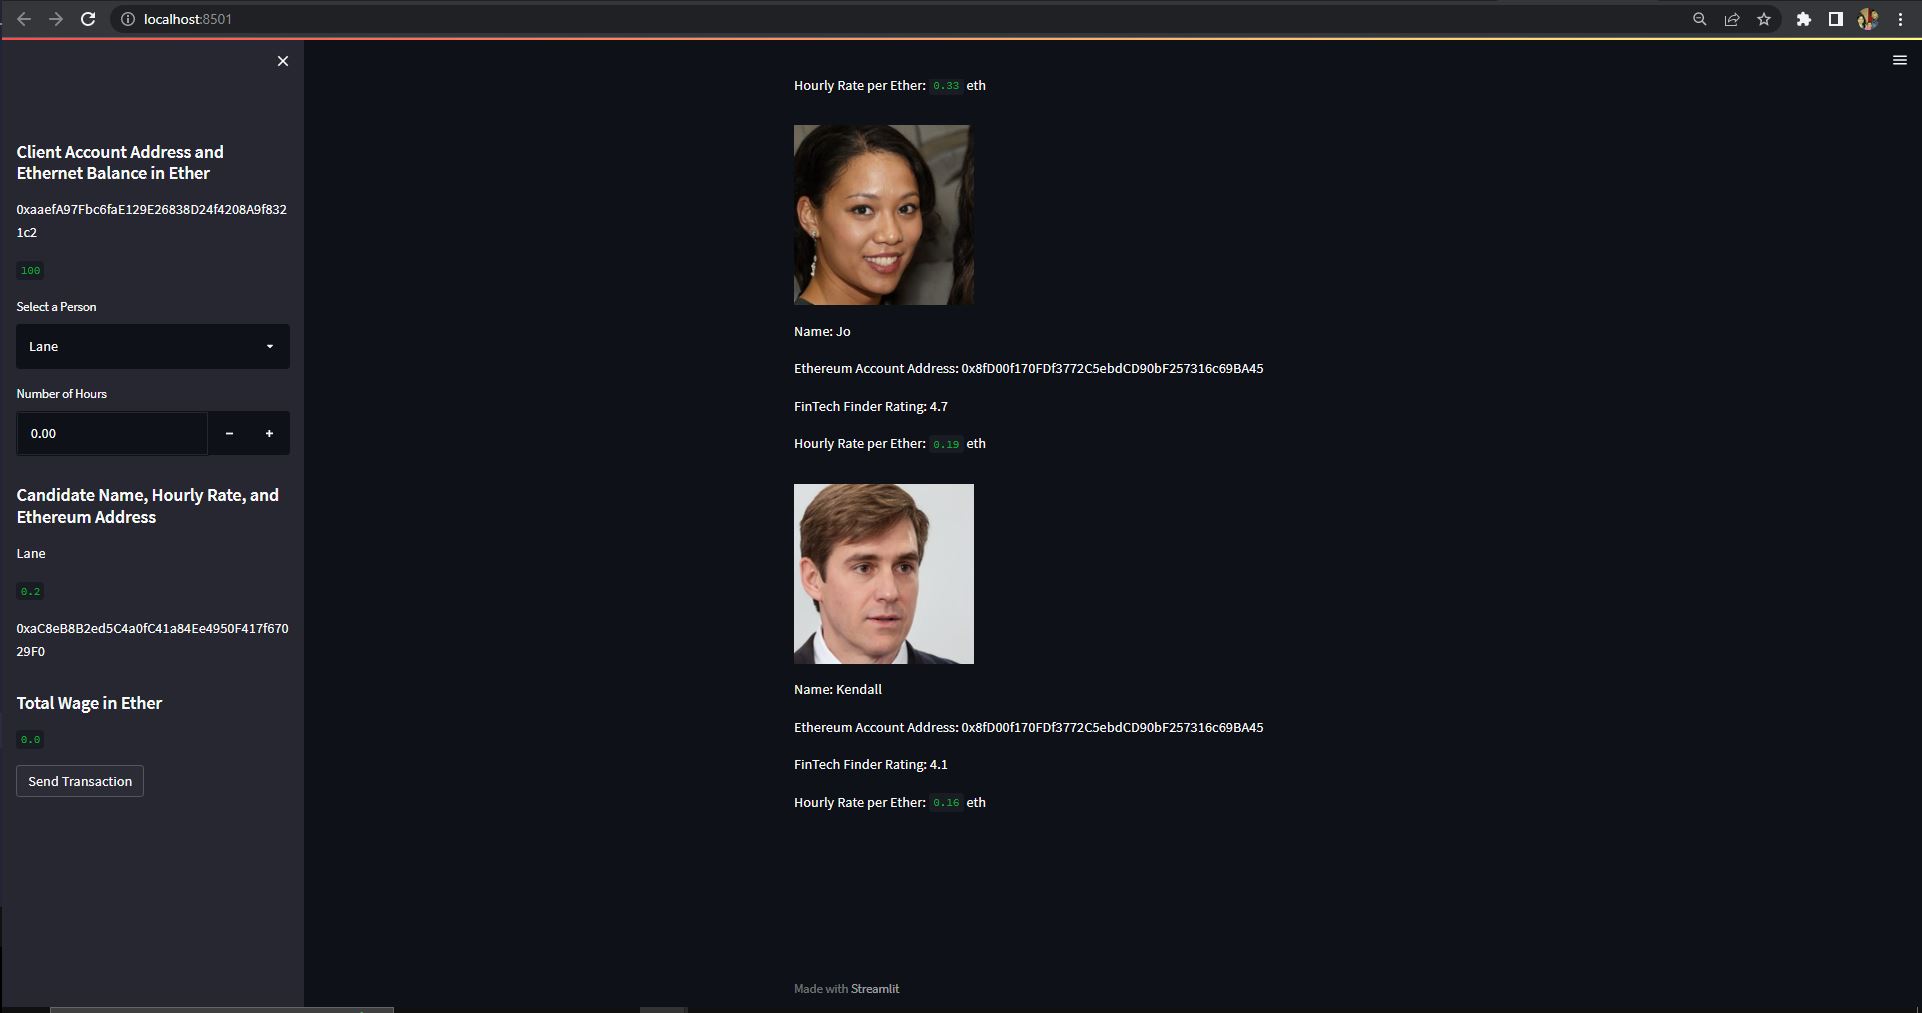 localhost:8501
Client Account Address and
Ethernet Balance in Ether
0xaaefA97Fbc6faE129E26838D24f4208A9f832
1c2
100
Select a Person
Lane
Number of Hours
0.00
Candidate Name, Hourly Rate, and
Ethereum Address
Lane
0.2
0xaC8eB8B2ed5C4a0fC41a84Ee4950F417f670
29F0
Total Wage in Ether
0.0
Send Transaction
Hourly Rate per Ether: 0.33 eth
Name: Jo
Ethereum Account Address: 0x8fD00f170FDf3772C5ebdCD90bF257316c69BA45
FinTech Finder Rating: 4.7
Hourly Rate per Ether: 0.19 eth
Name: Kendall
Ethereum Account Address: 0x8fD00f170FDf3772C5ebdCD90bF257316c69BA45
FinTech Finder Rating: 4.1
Hourly Rate per Ether: 0.16 eth
Made with Streamlit